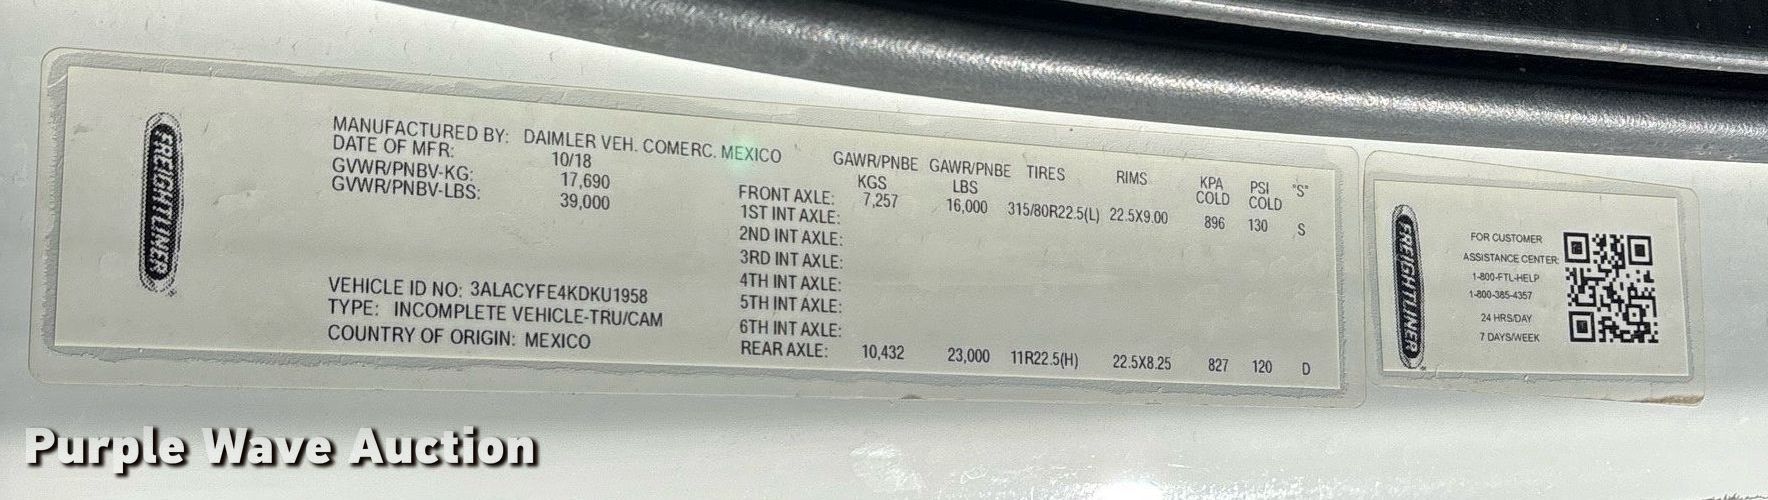 FREIGHTLINER
MANUFACTURED BY: DAIMLER VEH. COMERC. MEXICO
DATE OF MFR: 10/18
GVWR/PNBV-KG: 17,690
GVWR/PNBV-LBS: 39,000
VEHICLE ID NO: 3ALACYFE4KDKU1958
TYPE: INCOMPLETE VEHICLE-TRU/CAM
COUNTRY OF ORIGIN: MEXICO
GAWR/PNBE KGS GAWR/PNBE LBS TIRES RIMS KPA COLD PSI COLD "S"
FRONT AXLE: 7,257 16,000 315/80R22.5(L) 22.5X9.00 896 130 S
1ST INT AXLE:
2ND INT AXLE:
3RD INT AXLE:
4TH INT AXLE:
5TH INT AXLE:
6TH INT AXLE:
REAR AXLE: 10,432 23,000 11R22.5(H) 22.5X8.25 827 120 D
FREIGHTLINER
FOR CUSTOMER
ASSISTANCE CENTER:
1-800-FTL-HELP
1-800-385-4357
24 HRS/DAY
7 DAYS/WEEK
Purple Wave Auction